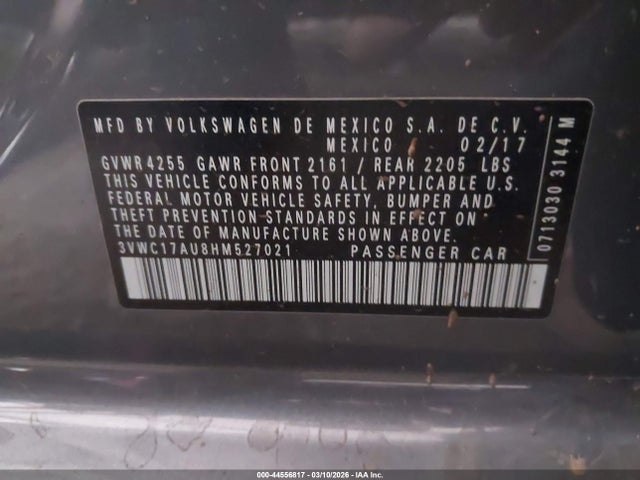 MFD BY VOLKSWAGEN DE MEXICO S.A. DE C.V.
MEXICO 02/17
GVWR 4255 GAWR FRONT 2161 / REAR 2205 LBS
THIS VEHICLE CONFORMS TO ALL APPLICABLE U.S.
FEDERAL MOTOR VEHICLE SAFETY, BUMPER AND
THEFT PREVENTION STANDARDS IN EFFECT ON
THE DATE OF MANUFACTURE SHOWN ABOVE.
3VWC17AU8HM527021 PASSENGER CAR
0713030 3144 M
000-44556817 - 03/10/2026 - IAA Inc.